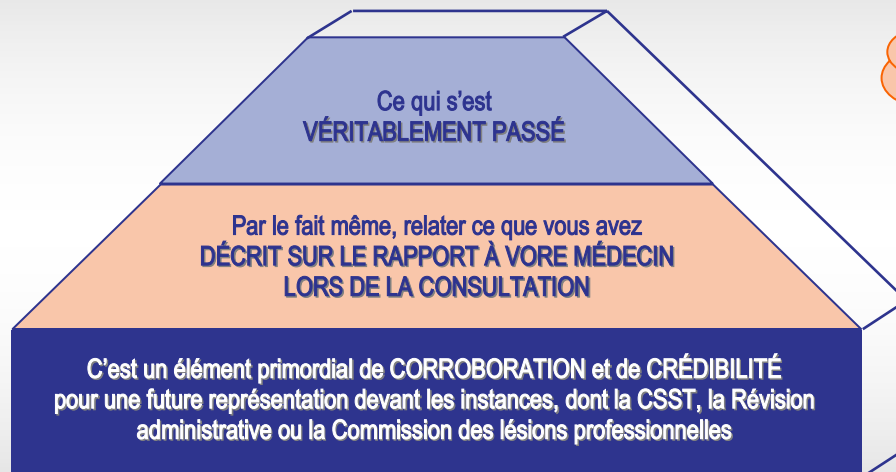 Ce qui s'est
VÉRITABLEMENT PASSÉ
Par le fait même, relater ce que vous avez
DÉCRIT SUR LE RAPPORT À VORE MÉDECIN
LORS DE LA CONSULTATION
C'est un élément primordial de CORROBORATION et de CRÉDIBILITÉ
pour une future représentation devant les instances, dont la CSST, la Révision
administrative ou la Commission des lésions professionnelles